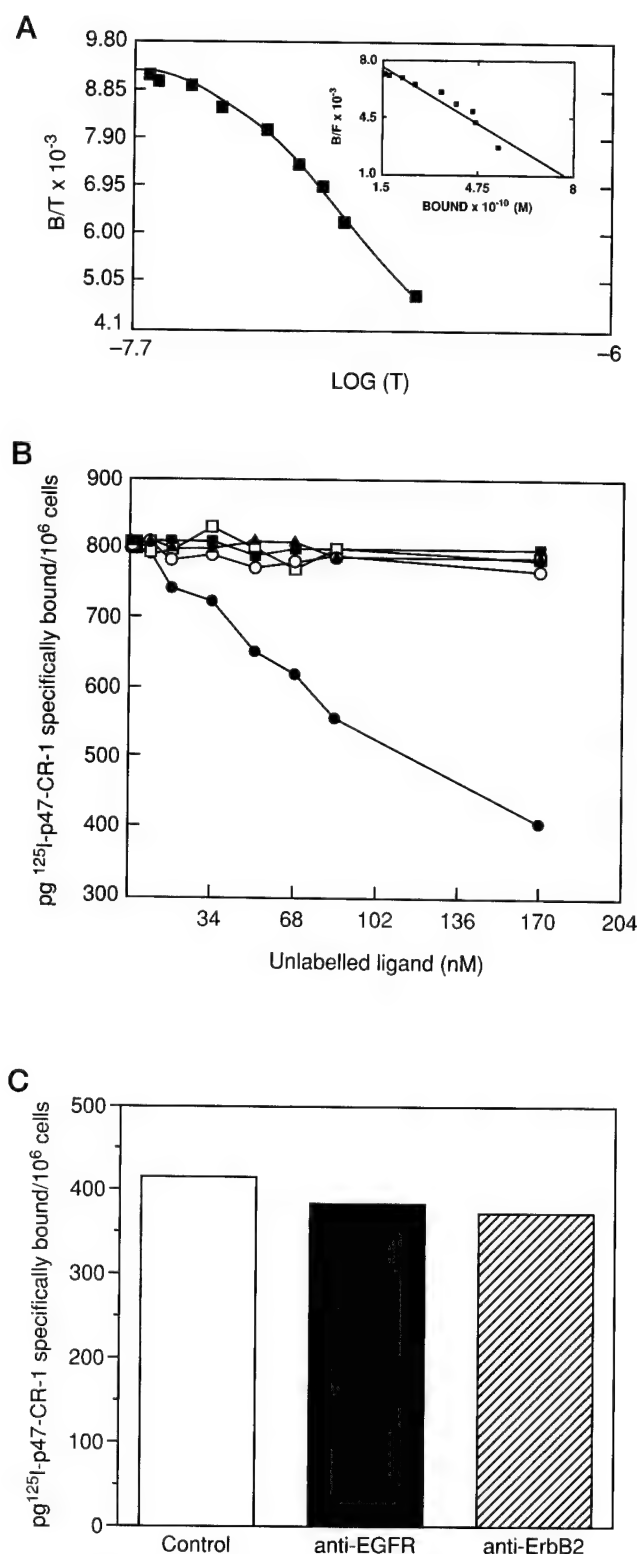 A
9.80
8.85
7.90
6.95
6.00
5.05
4.1
B/T x 10-3
–7.7
–6
LOG (T)
8.0
4.5
1.0
B/F x 10-3
1.5
4.75
8
BOUND x 10-10 (M)
B
900
800
700
600
500
400
300
pg 125I-p47-CR-1 specifically bound/106 cells
34
68
102
136
170
204
Unlabelled ligand (nM)
C
500
400
300
200
100
0
pg125I-p47-CR-1 specifically bound/106 cells
Control
anti-EGFR
anti-ErbB2